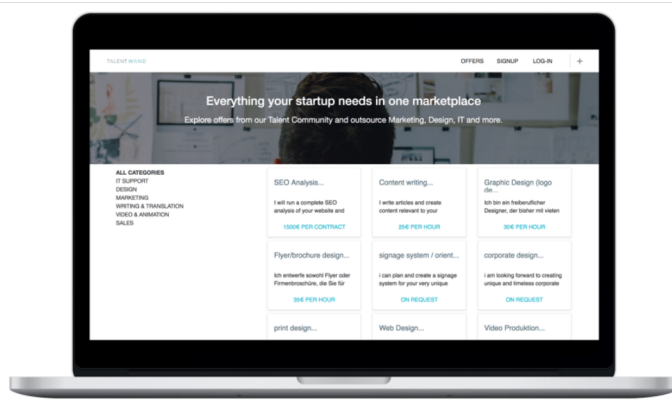 TALENTWAND
OFFERS SIGNUP LOG-IN +
Everything your startup needs in one marketplace
Explore offers from our Talent Community and outsource Marketing, Design, IT and more.
ALL CATEGORIES
IT SUPPORT
DESIGN
MARKETING
WRITING & TRANSLATION
VIDEO & ANIMATION
SALES
SEO Analysis...
I will run a complete SEO
analysis of your website and
1500€ PER CONTRACT
Content writing...
I write articles and create
content relevant to your
25€ PER HOUR
Graphic Design (logo
de...
Ich bin ein freiberuflicher
Designer, der bisher mit vielen
30€ PER HOUR
Flyer/brochure design...
Ich entwerfe sowohl Flyer oder
Firmenbroschüre, die Sie für
35€ PER HOUR
signage system / orient...
i can plan and create a signage
system for your very unique
ON REQUEST
corporate design...
i am looking forward to creating
unique and timeless corporate
ON REQUEST
print design...
Web Design...
Video Produktion...